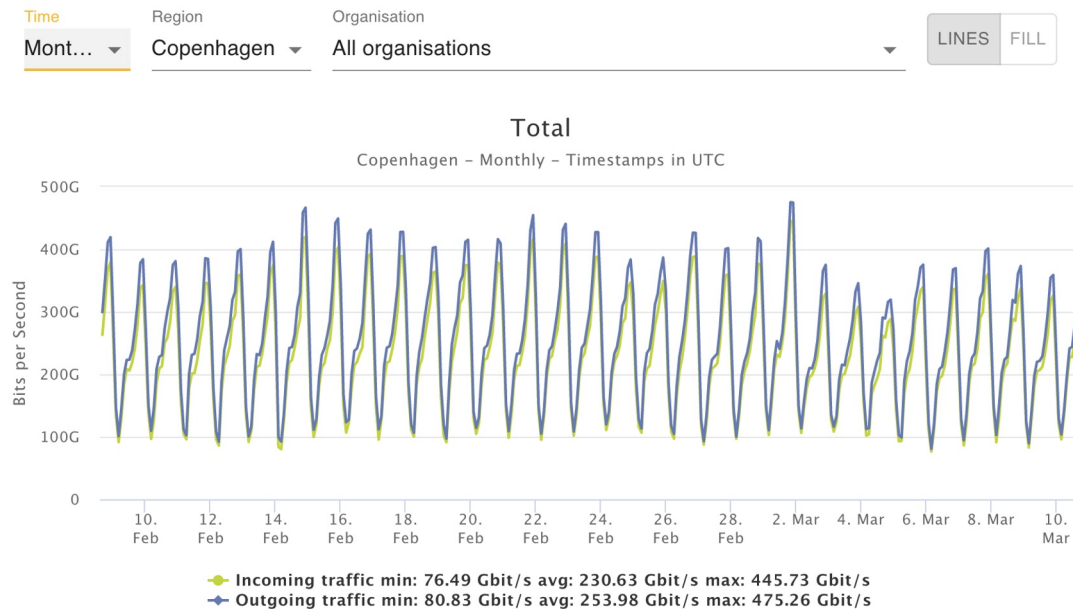 Time
Region
Organisation
Mont...
Copenhagen
All organisations
LINES
FILL
Total
Copenhagen – Monthly – Timestamps in UTC
Bits per Second
500G
400G
300G
200G
100G
0
10. Feb
12. Feb
14. Feb
16. Feb
18. Feb
20. Feb
22. Feb
24. Feb
26. Feb
28. Feb
2. Mar
4. Mar
6. Mar
8. Mar
10. Mar
Incoming traffic min: 76.49 Gbit/s avg: 230.63 Gbit/s max: 445.73 Gbit/s
Outgoing traffic min: 80.83 Gbit/s avg: 253.98 Gbit/s max: 475.26 Gbit/s